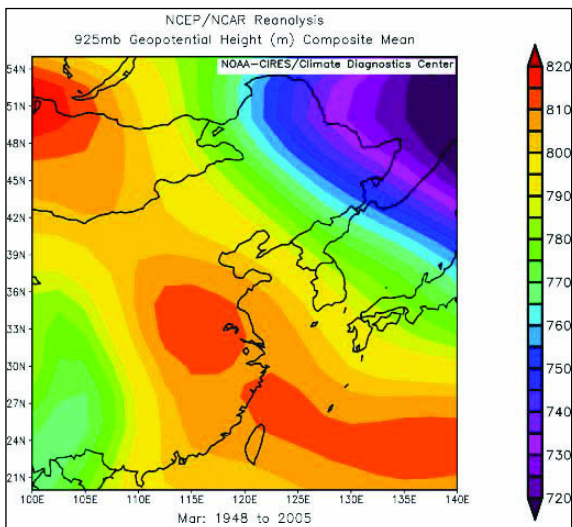 NCEP/NCAR Reanalysis
925mb Geopotential Height (m) Composite Mean
NOAA-CIRES/Climate Diagnostics Center
54N
51N
48N
45N
42N
39N
36N
33N
30N
27N
24N
21N
100E 105E 110E 115E 120E 125E 130E 135E 140E
Mar: 1948 to 2005
820
810
800
790
780
770
760
750
740
730
720